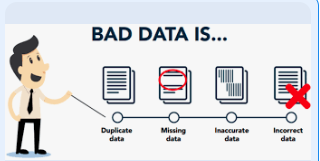 BAD DATA IS...
Duplicate Missing Inaccurate Incorrect
data data data data